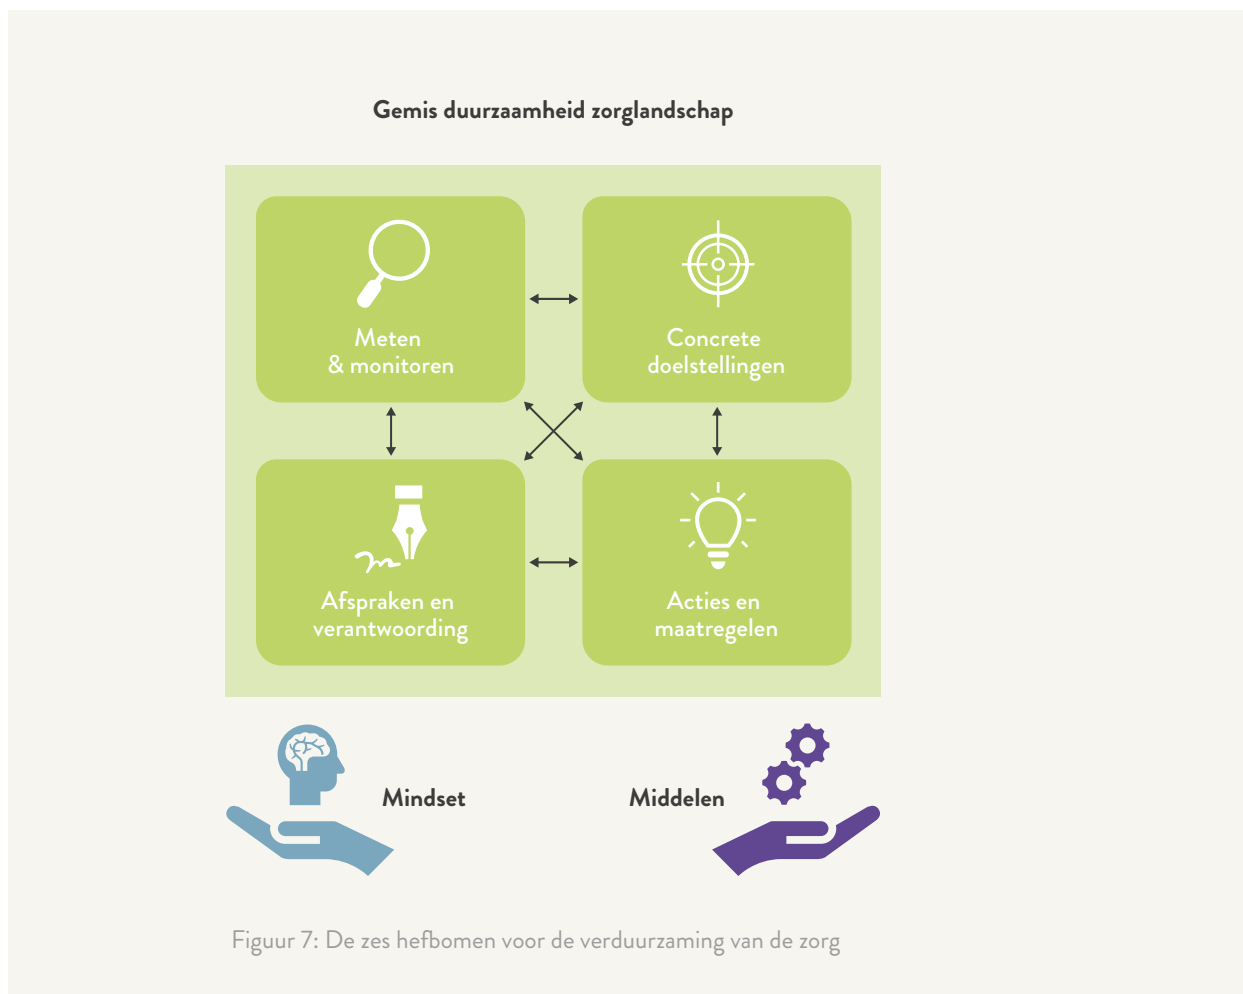 Gemis duurzaamheid zorglandschap
Meten
& monitoren
Concrete
doelstellingen
Afspraken en
verantwoording
Acties en
maatregelen
Mindset
Middelen
Figuur 7: De zes hefbomen voor de verduurzaming van de zorg